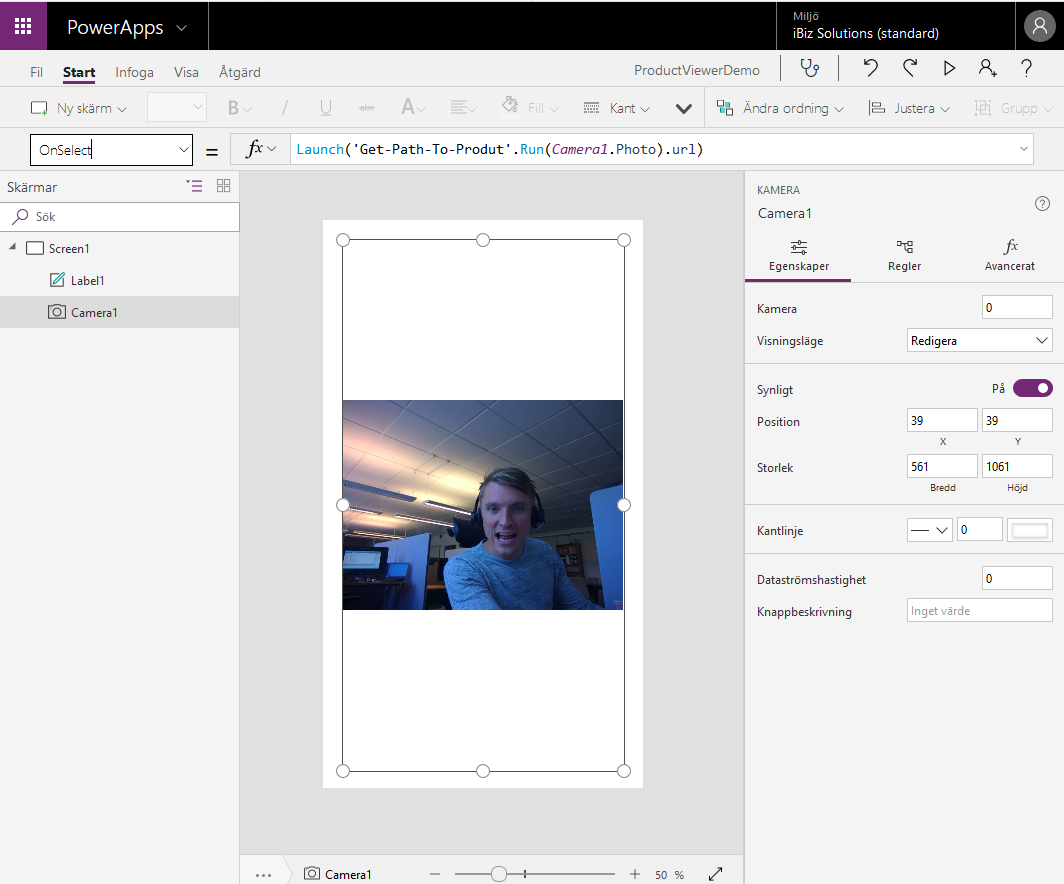 PowerApps
Miljö
iBiz Solutions (standard)
Fil Start Infoga Visa Åtgärd
ProductViewerDemo
Ny skärm B / U abc A Fill Kant Ändra ordning Justera Grupp
OnSelect = fx Launch('Get-Path-To-Produt'.Run(Camera1.Photo).url)
Skärmar
Sök
Screen1
Label1
Camera1
KAMERA
Camera1
Egenskaper Regler Avancerat
Kamera 0
Visningsläge Redigera
Synligt På
Position 39 39
X Y
Storlek 561 1061
Bredd Höjd
Kantlinje 0
Dataströmshastighet 0
Knappbeskrivning Inget värde
... Camera1 50 %